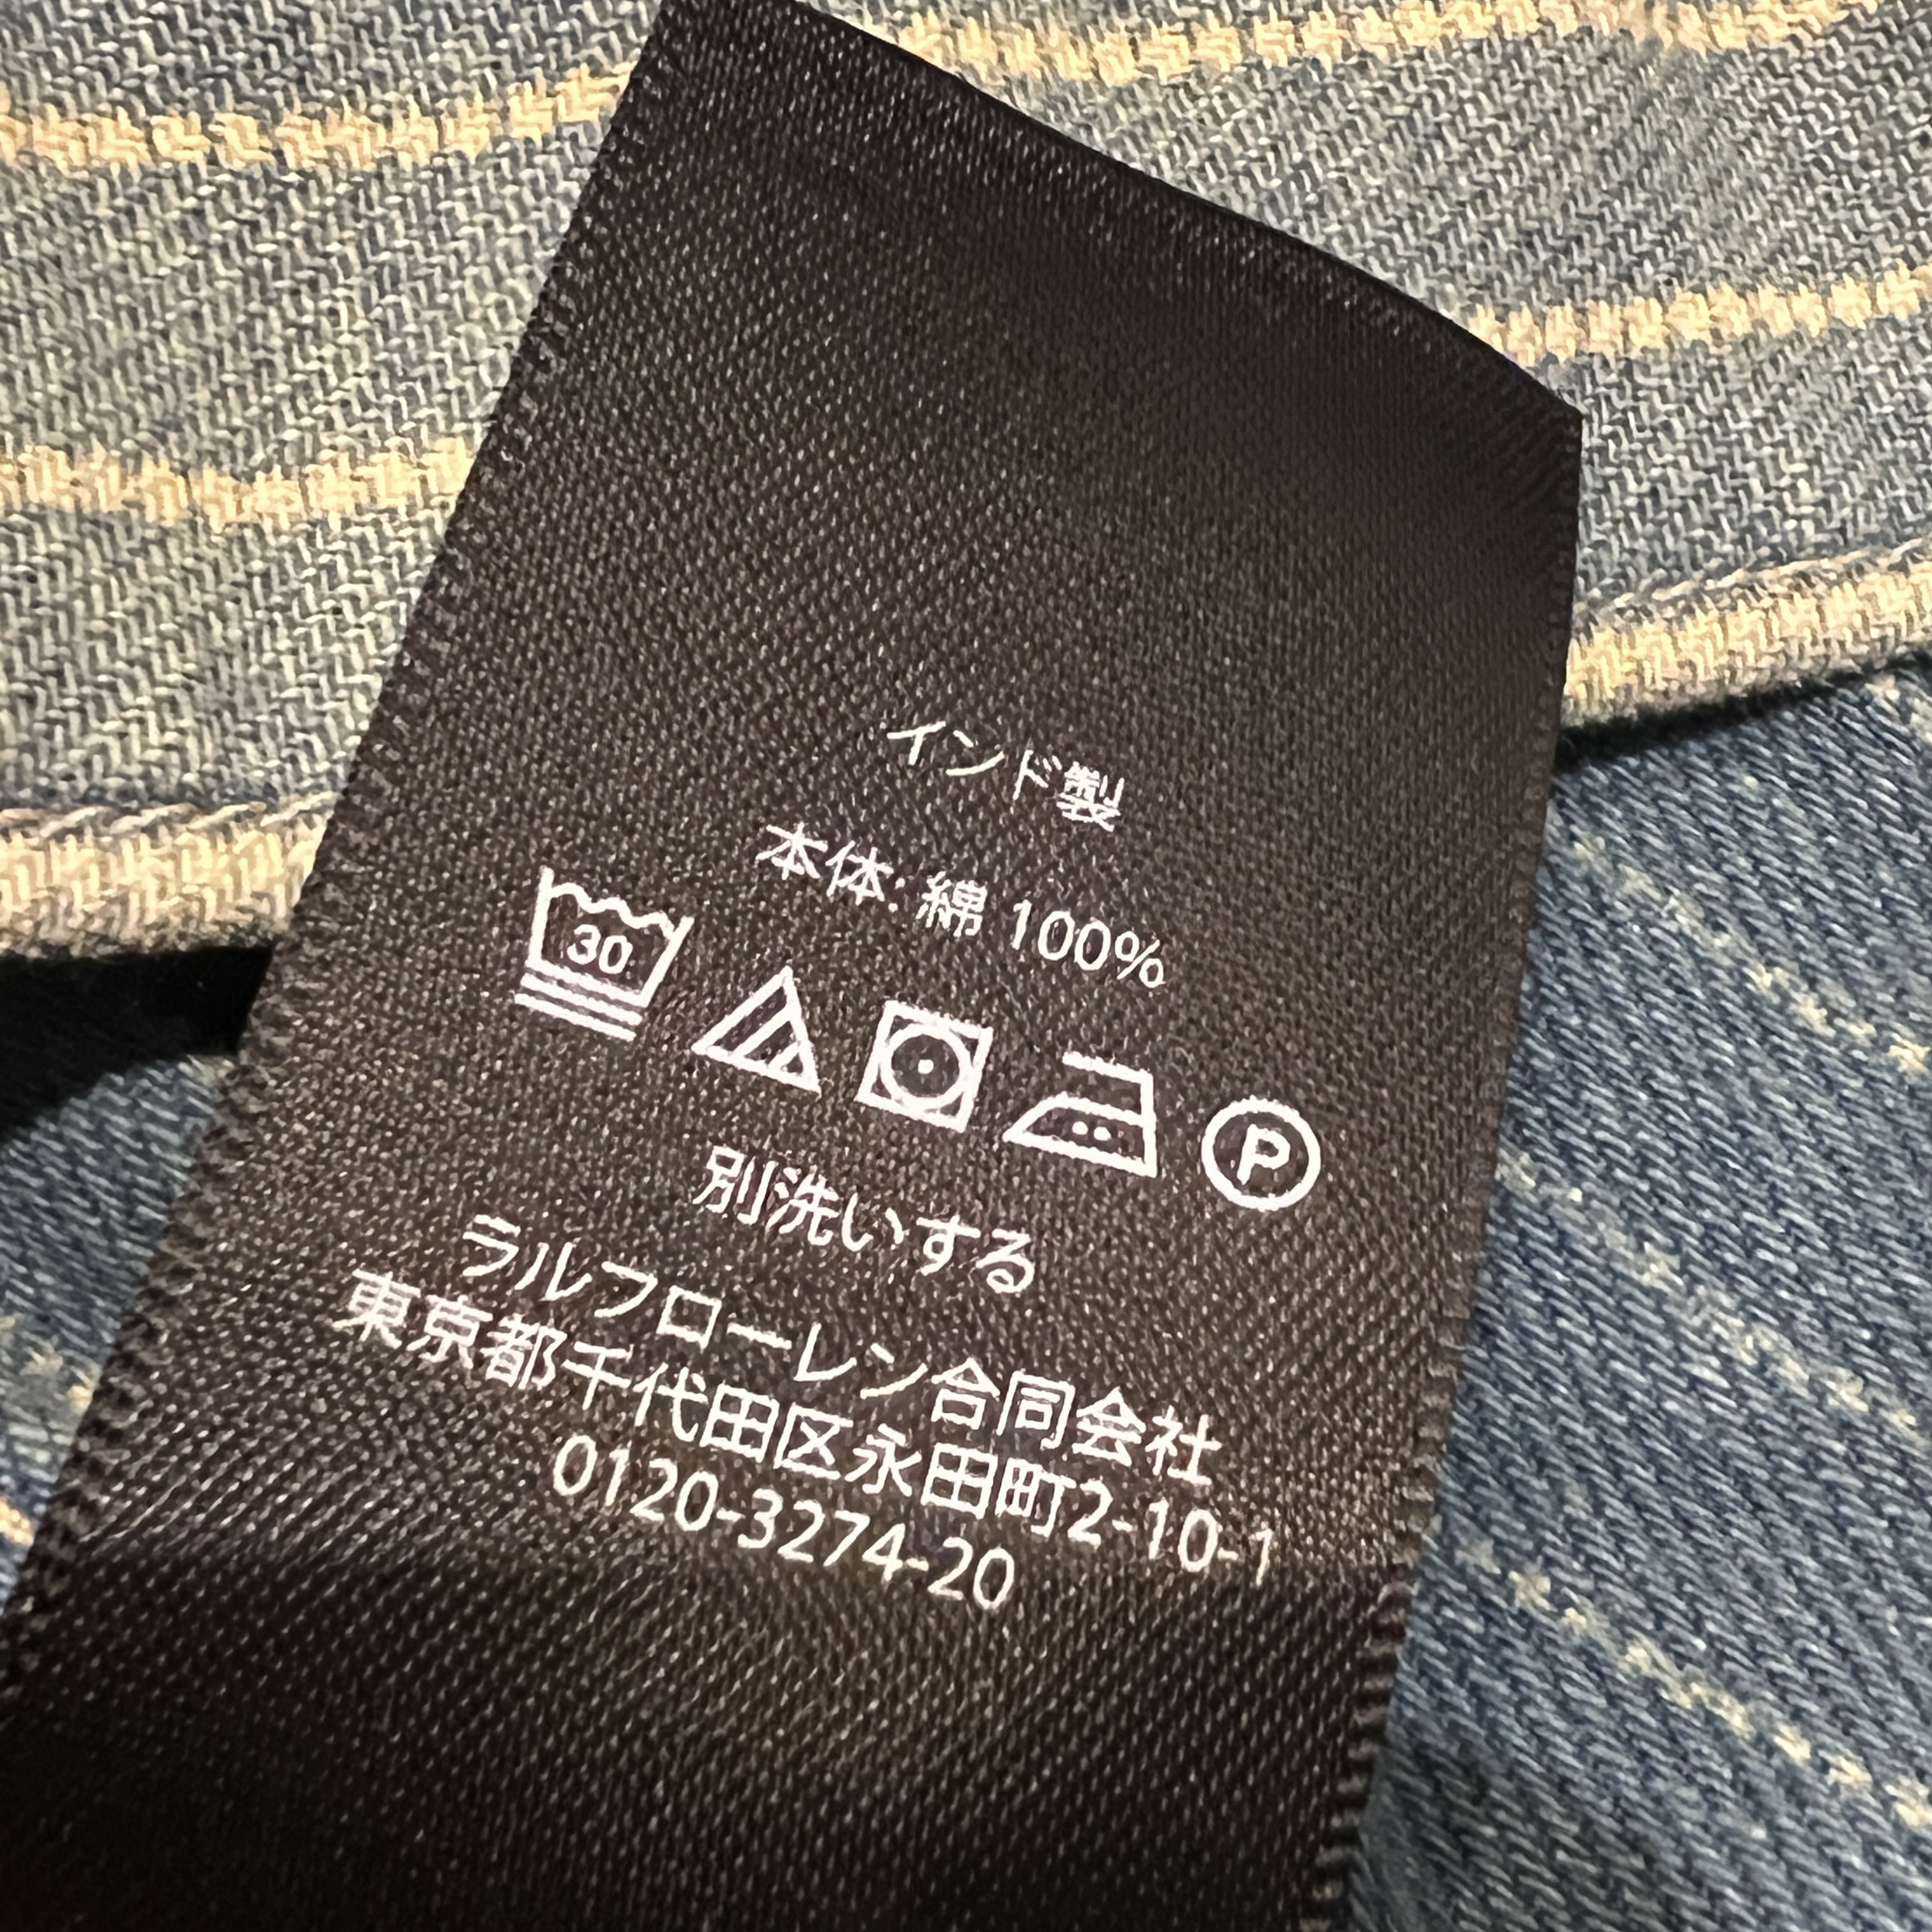 インド製
本体: 綿 100%
30
P
別洗いする
ラルフローレン合同会社
東京都千代田区永田町2-10-1
0120-3274-20